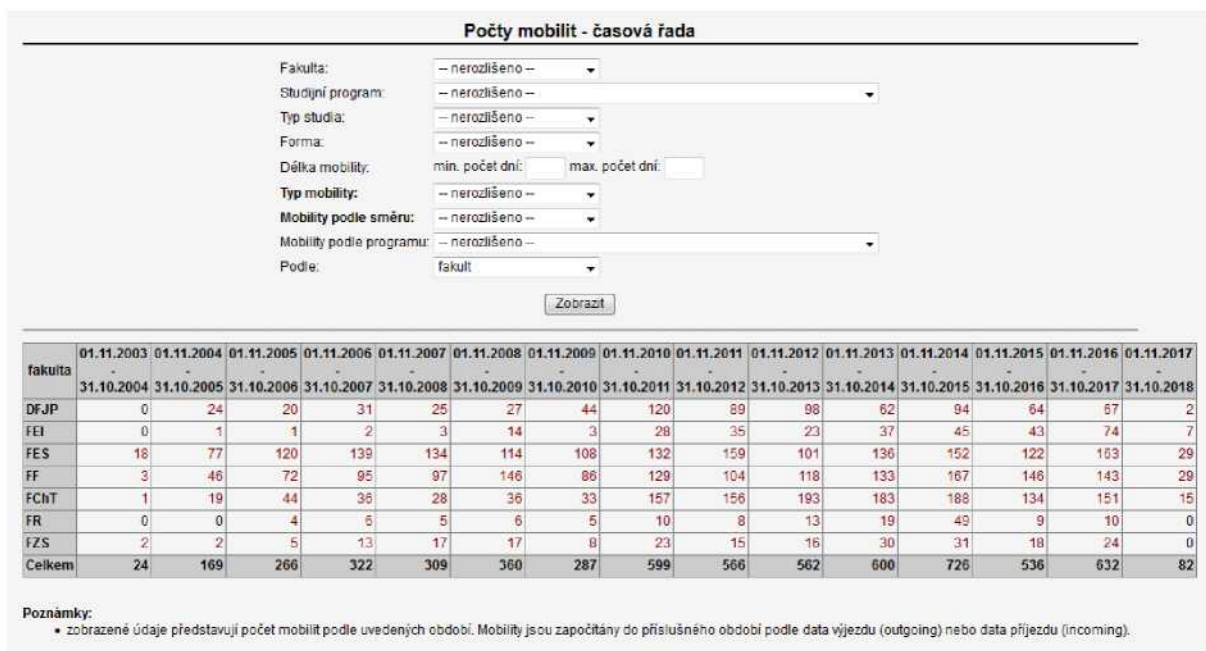 Počty mobilit - časová řada
Fakulta: -- nerozlišeno --
Studijní program: -- nerozlišeno --
Typ studia: -- nerozlišeno --
Forma: -- nerozlišeno --
Délka mobility: min. počet dní: max. počet dní:
Typ mobility: -- nerozlišeno --
Mobility podle směru: -- nerozlišeno --
Mobility podle programu: -- nerozlišeno --
Podle: fakult
Zobrazit
01.11.2003 01.11.2004 01.11.2005 01.11.2006 01.11.2007 01.11.2008 01.11.2009 01.11.2010 01.11.2011 01.11.2012 01.11.2013 01.11.2014 01.11.2015 01.11.2016 01.11.2017
fakulta - - - - - - - - - - - - - - -
31.10.2004 31.10.2005 31.10.2006 31.10.2007 31.10.2008 31.10.2009 31.10.2010 31.10.2011 31.10.2012 31.10.2013 31.10.2014 31.10.2015 31.10.2016 31.10.2017 31.10.2018
DFJP 0 24 20 31 25 27 44 120 89 98 62 94 64 67 2
FEI 0 1 1 2 3 14 3 28 35 23 37 45 43 74 7
FES 18 77 120 139 134 114 108 132 159 101 136 152 122 163 29
FF 3 46 72 95 97 146 86 129 104 118 133 167 146 143 29
FChT 1 19 44 36 28 36 33 157 156 193 183 188 134 151 15
FR 0 0 4 6 5 6 5 10 8 13 19 49 9 10 0
FZS 2 2 5 13 17 17 8 23 15 16 30 31 18 24 0
Celkem 24 169 266 322 309 360 287 599 566 562 600 726 536 632 82
Poznámky:
• zobrazené údaje představují počet mobilit podle uvedených období. Mobility jsou započítány do příslušného období podle data výjezdu (outgoing) nebo data příjezdu (incoming).